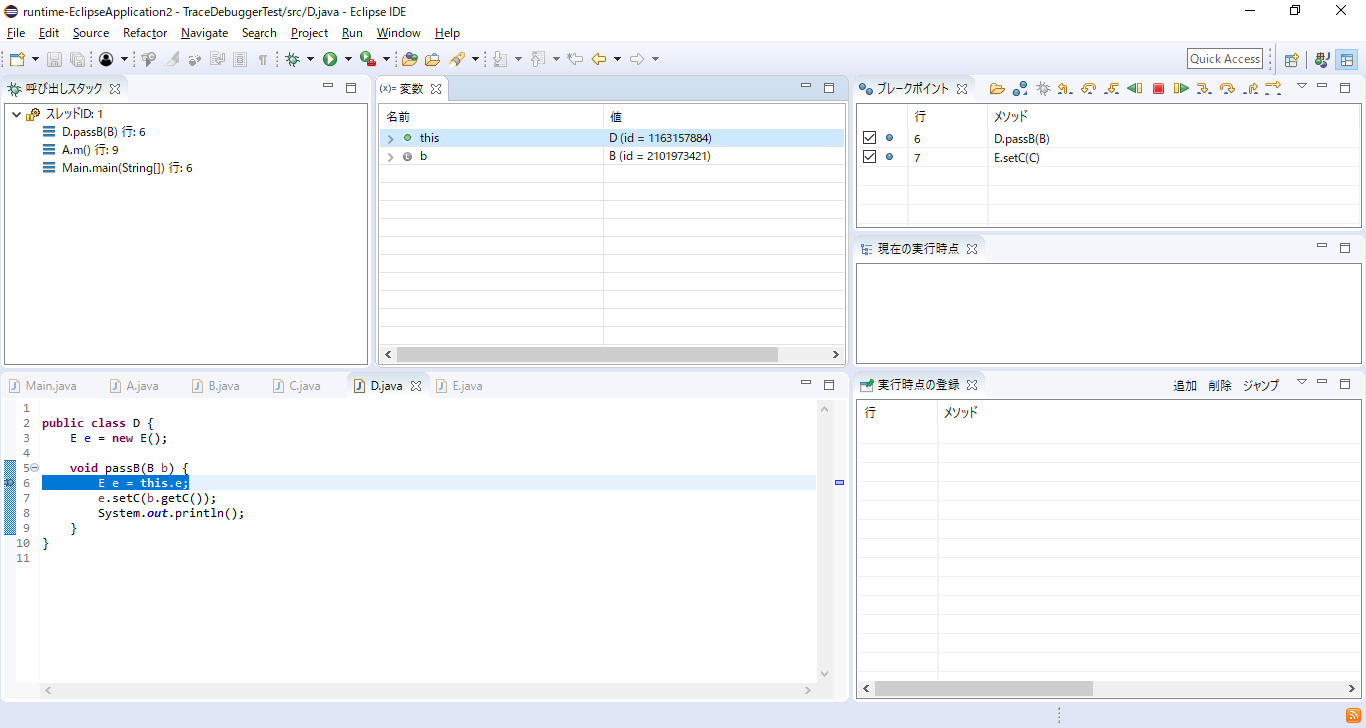 runtime-EclipseApplication2 - TraceDebuggerTest/src/D.java - Eclipse IDE
File Edit Source Refactor Navigate Search Project Run Window Help
Quick Access
呼び出しスタック
スレッドID: 1
D.passB(B) 行: 6
A.m() 行: 9
Main.main(String[]) 行: 6
(x)= 変数
名前 値
this D (id = 1163157884)
b B (id = 2101973421)
ブレークポイント
行 メソッド
6 D.passB(B)
7 E.setC(C)
現在の実行時点
Main.java A.java B.java C.java D.java E.java
1
2 public class D {
3 E e = new E();
4
5 void passB(B b) {
6 E e = this.e;
7 e.setC(b.getC());
8 System.out.println();
9 }
10 }
11
実行時点の登録 追加 削除 ジャンプ
行 メソッド